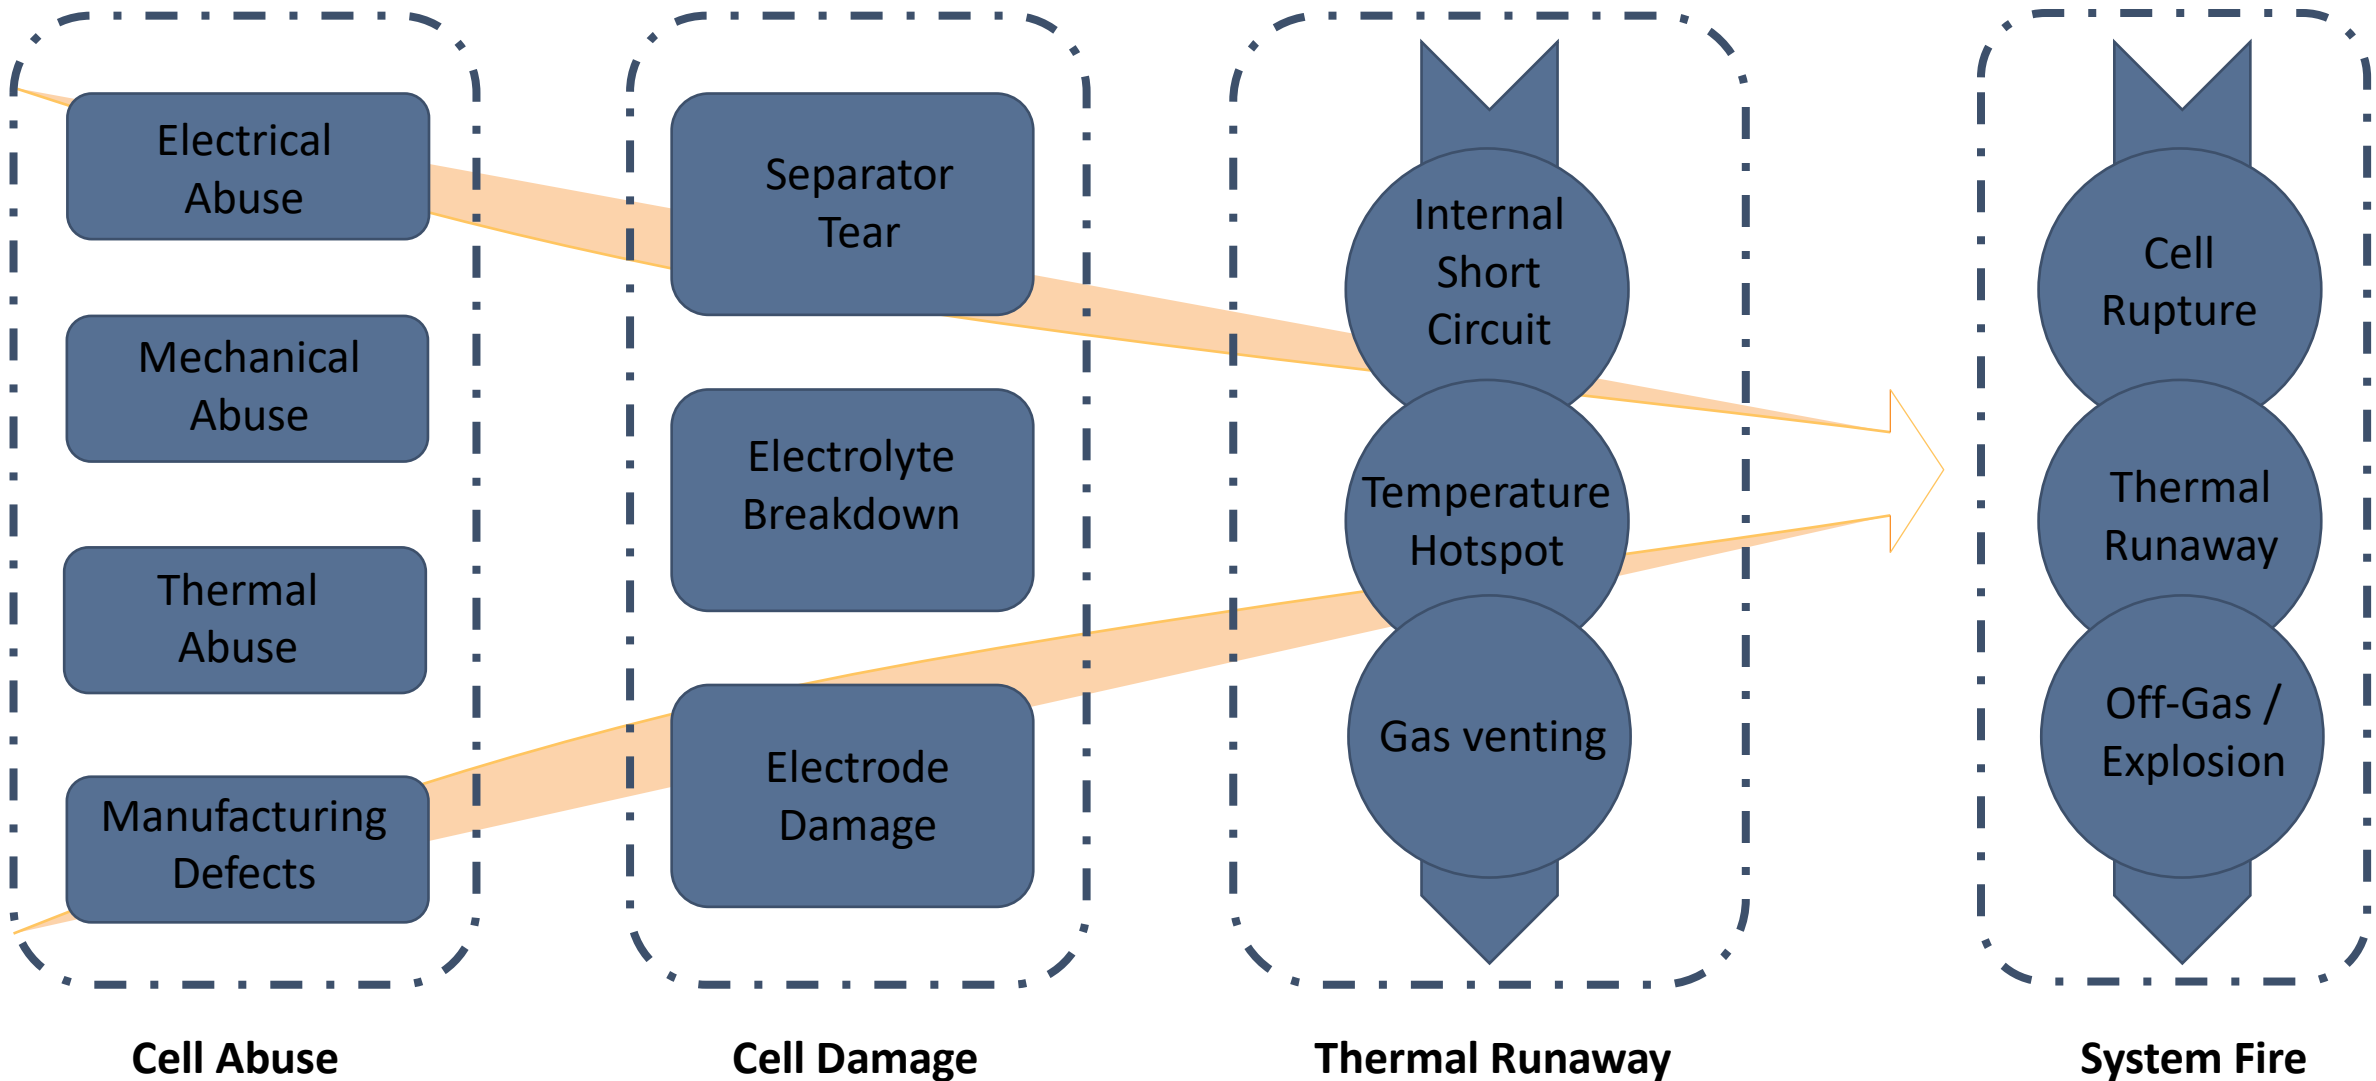 Electrical
Abuse
Mechanical
Abuse
Thermal
Abuse
Manufacturing
Defects
Cell Abuse
Separator
Tear
Electrolyte
Breakdown
Electrode
Damage
Cell Damage
Internal
Short
Circuit
Temperature
Hotspot
Gas venting
Thermal Runaway
Cell
Rupture
Thermal
Runaway
Off-Gas /
Explosion
System Fire